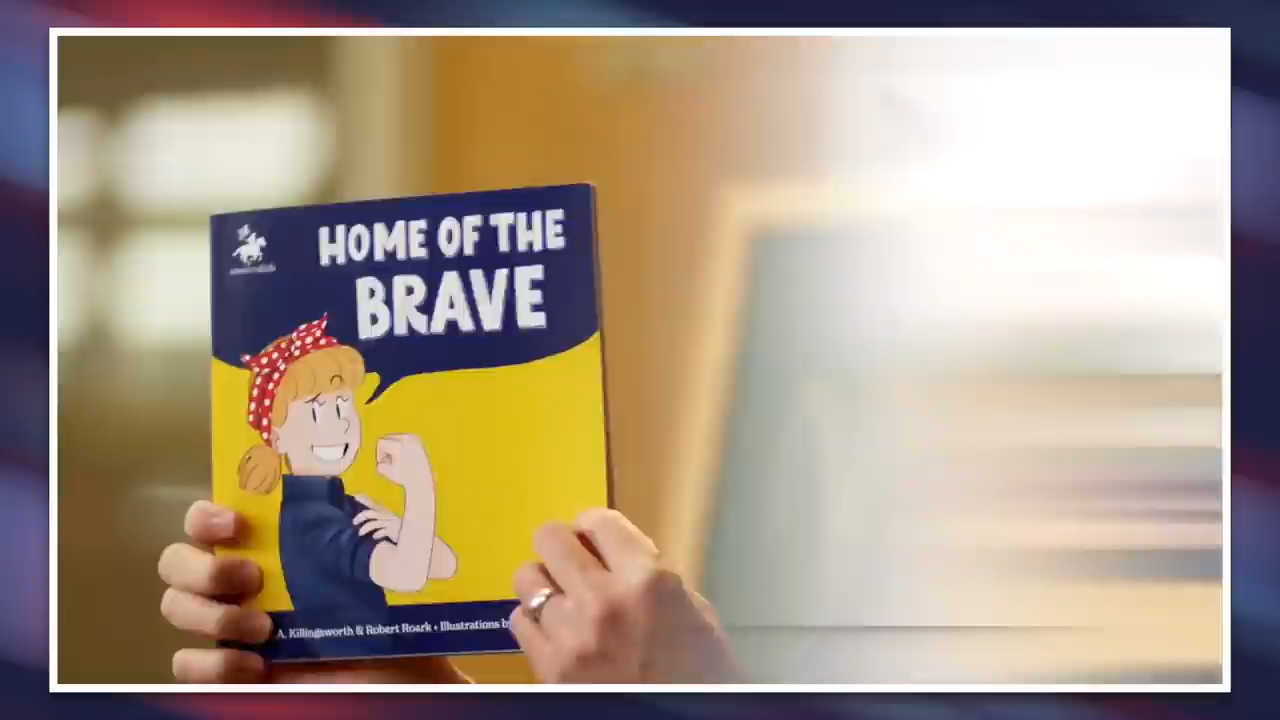 HOME OF THE
BRAVE
A. Killingsworth & Robert Roark • Illustrations by